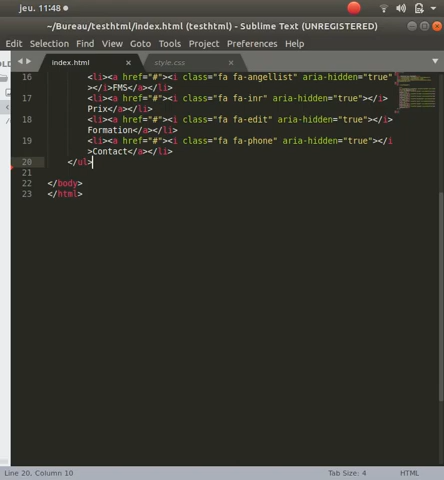 jeu. 11:48
~/Bureau/testhtml/index.html (testhtml) - Sublime Text (UNREGISTERED)
Edit Selection Find View Goto Tools Project Preferences Help
index.html × style.css ×
16 <li><a href="#"><i class="fa fa-angellist" aria-hidden="true"
></i>FMS</a></li>
17 <li><a href="#"><i class="fa fa-inr" aria-hidden="true"></i>
Prix</a></li>
18 <li><a href="#"><i class="fa fa-edit" aria-hidden="true"></i>
Formation</a></li>
19 <li><a href="#"><i class="fa fa-phone" aria-hidden="true"></i
>Contact</a></li>
20 </ul>
21
22 </body>
23 </html>
Line 20, Column 10 Tab Size: 4 HTML